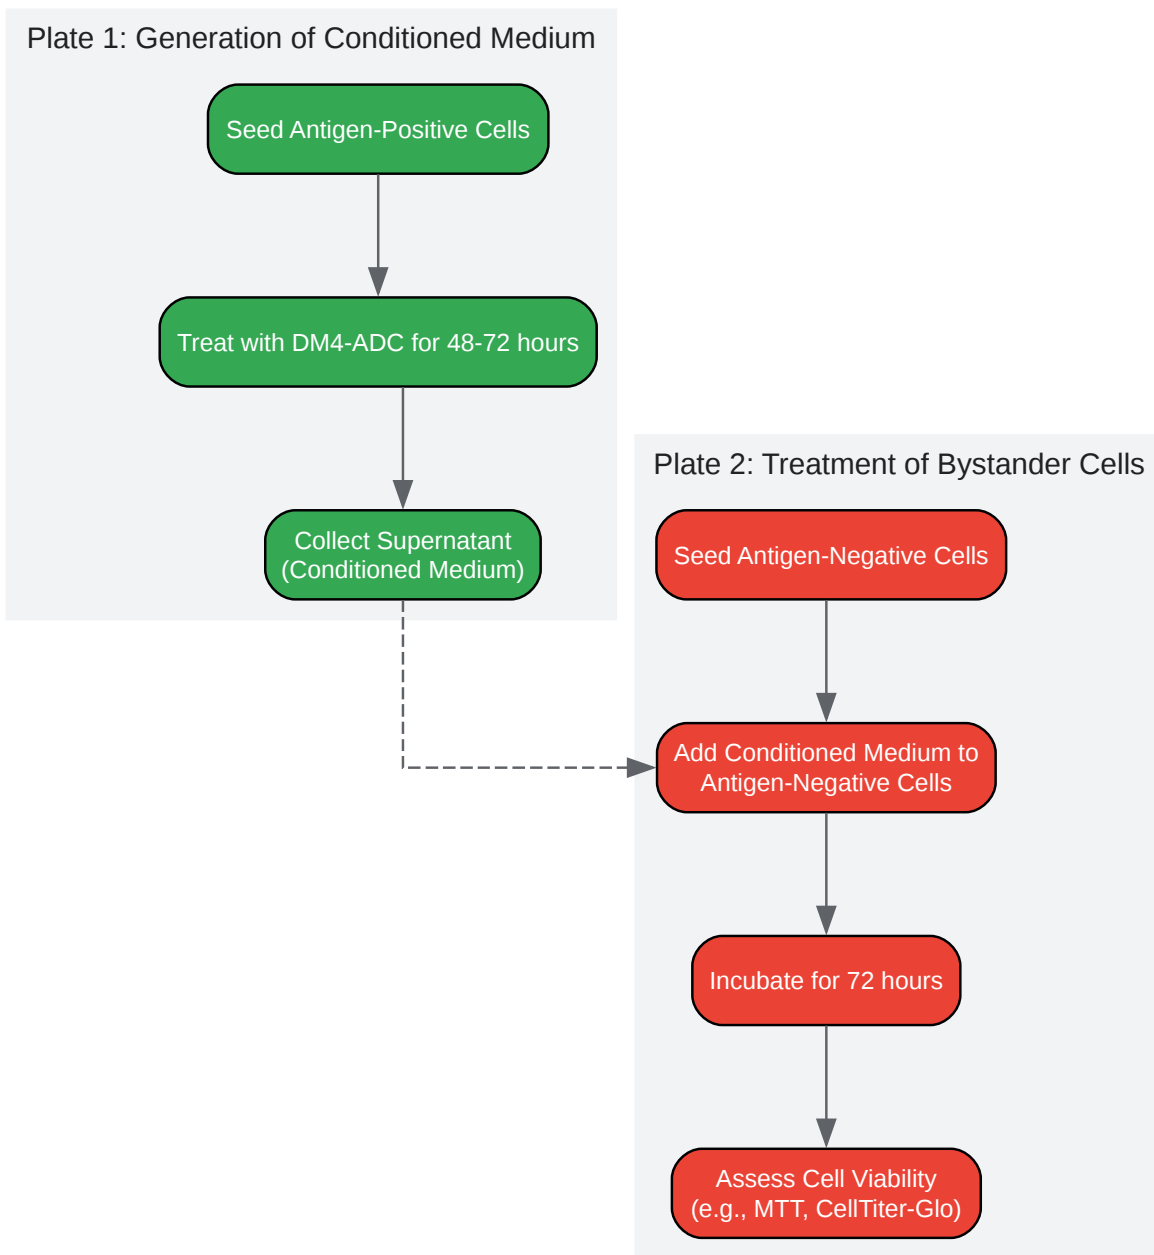 Plate 1: Generation of Conditioned Medium
Seed Antigen-Positive Cells
Treat with DM4-ADC for 48-72 hours
Collect Supernatant
(Conditioned Medium)
Plate 2: Treatment of Bystander Cells
Seed Antigen-Negative Cells
Add Conditioned Medium to
Antigen-Negative Cells
Incubate for 72 hours
Assess Cell Viability
(e.g., MTT, CellTiter-Glo)